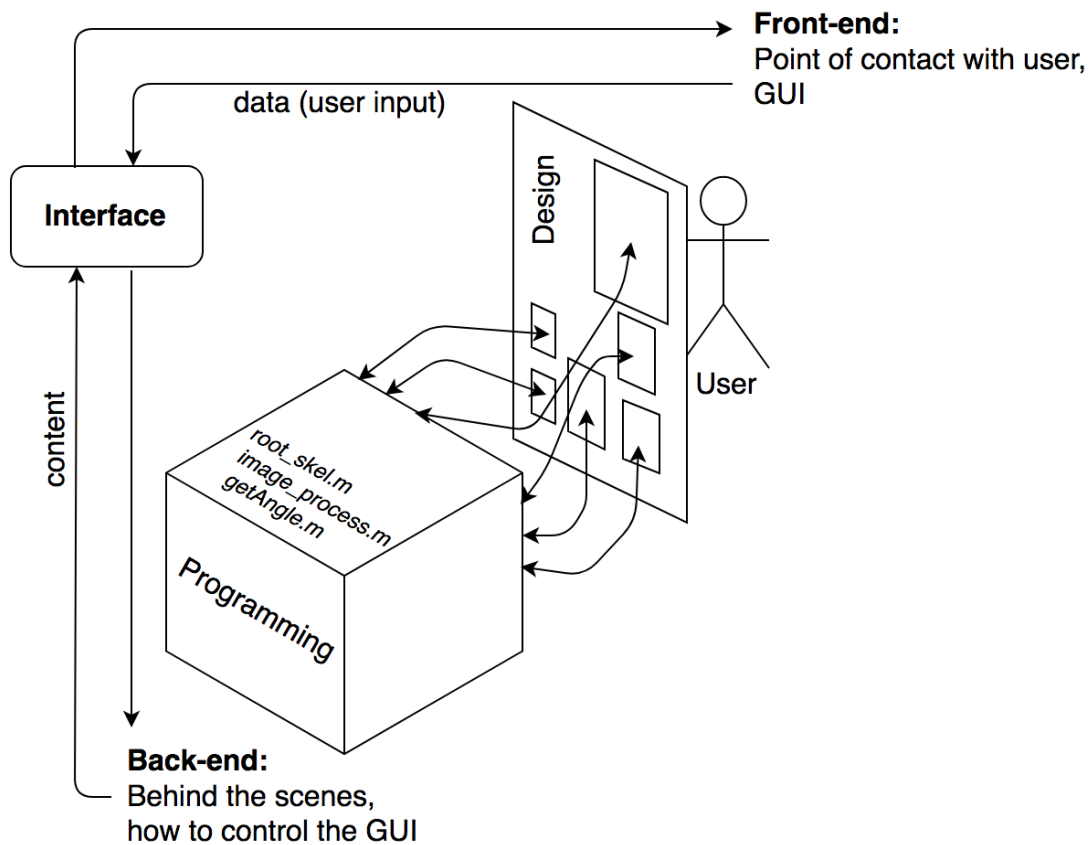 Front-end:
Point of contact with user,
GUI
data (user input)
Interface
Design
User
content
root_skel.m
image_process.m
getAngle.m
Programming
Back-end:
Behind the scenes,
how to control the GUI